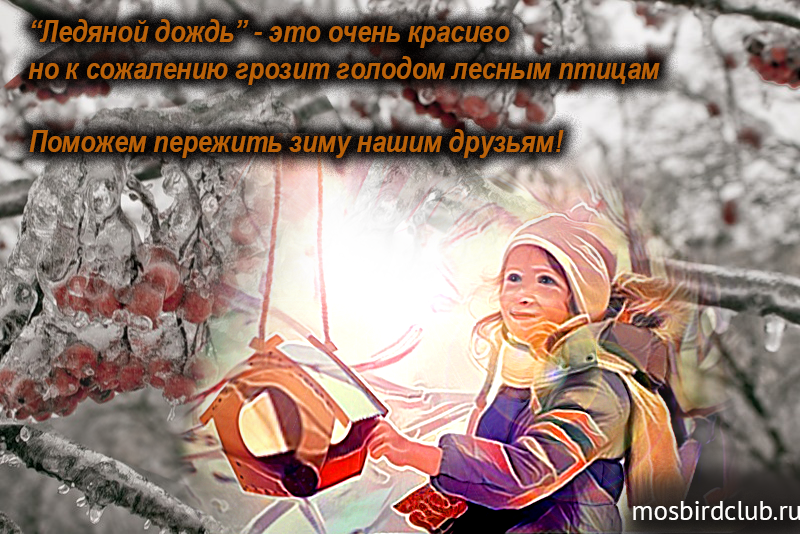 “Ледяной дождь” - это очень красиво
но к сожалению грозит голодом лесным птицам
Поможем пережить зиму нашим друзьям!
mosbirdclub.ru